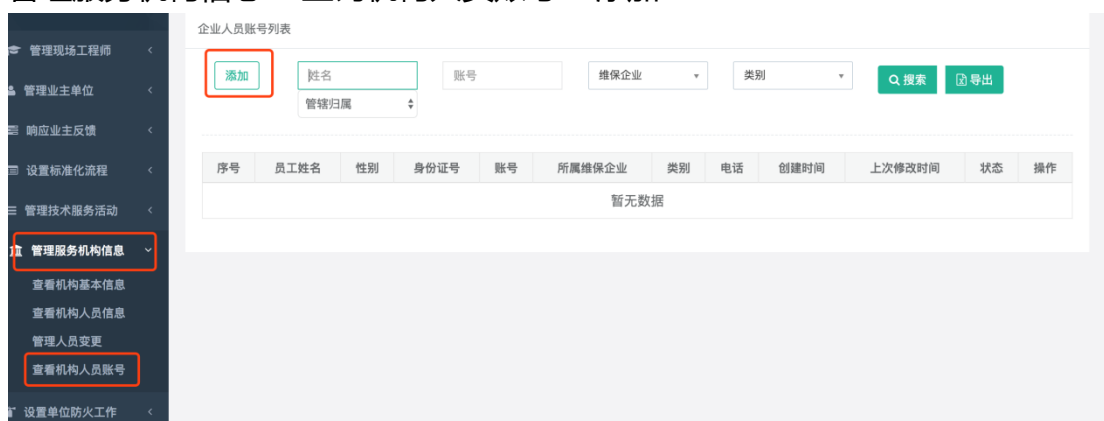 企业人员账号列表
管理现场工程师
添加 姓名 账号 维保企业 类别 搜索 导出
管理业主单位
管辖归属
响应业主反馈
设置标准化流程
序号 员工姓名 性别 身份证号 账号 所属维保企业 类别 电话 创建时间 上次修改时间 状态 操作
暂无数据
管理技术服务活动
管理服务机构信息
查看机构基本信息
查看机构人员信息
管理人员变更
查看机构人员账号
设置单位防火工作